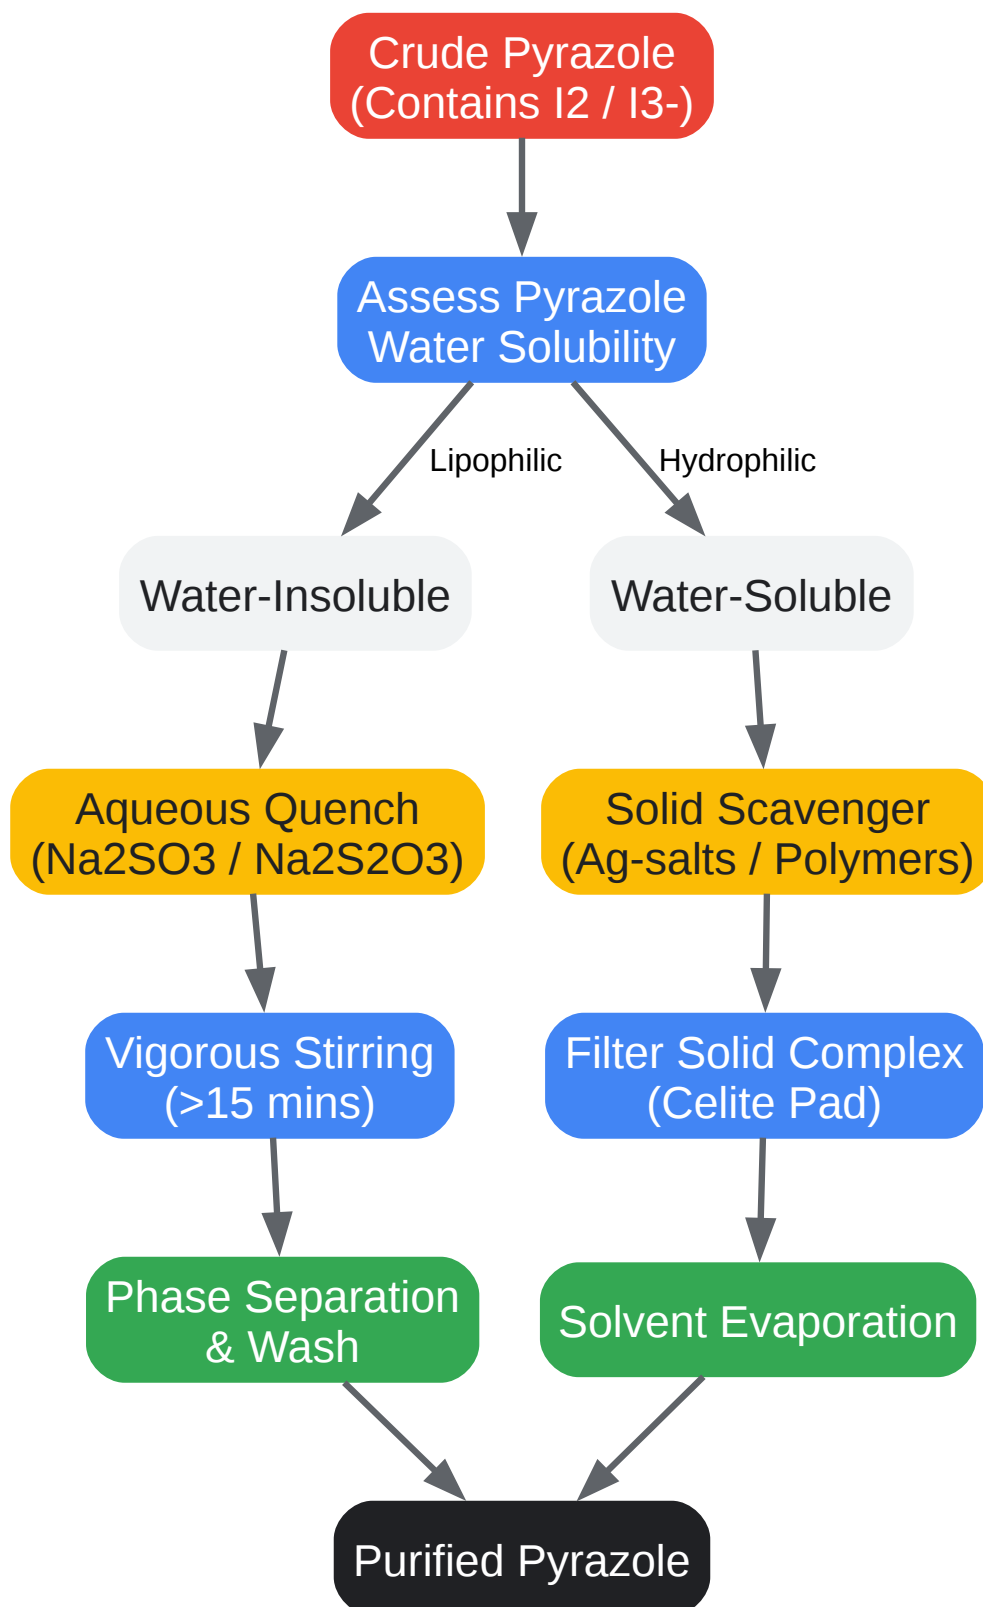 Crude Pyrazole
(Contains I2 / I3-)
Assess Pyrazole
Water Solubility
Lipophilic
Hydrophilic
Water-Insoluble
Water-Soluble
Aqueous Quench
(Na2SO3 / Na2S2O3)
Solid Scavenger
(Ag-salts / Polymers)
Vigorous Stirring
(>15 mins)
Filter Solid Complex
(Celite Pad)
Phase Separation
& Wash
Solvent Evaporation
Purified Pyrazole